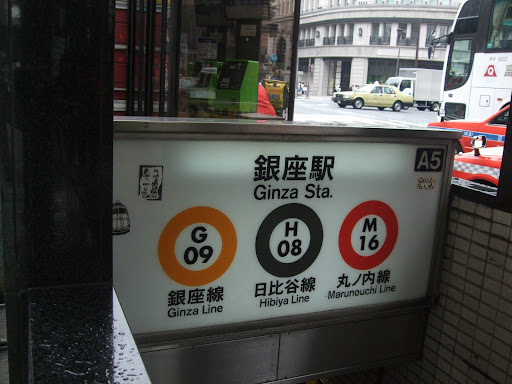 銀座駅
A5
Ginza Sta.
G
09
H
08
M
16
銀座線
日比谷線
丸ノ内線
Ginza Line
Hibiya Line
Marunouchi Line